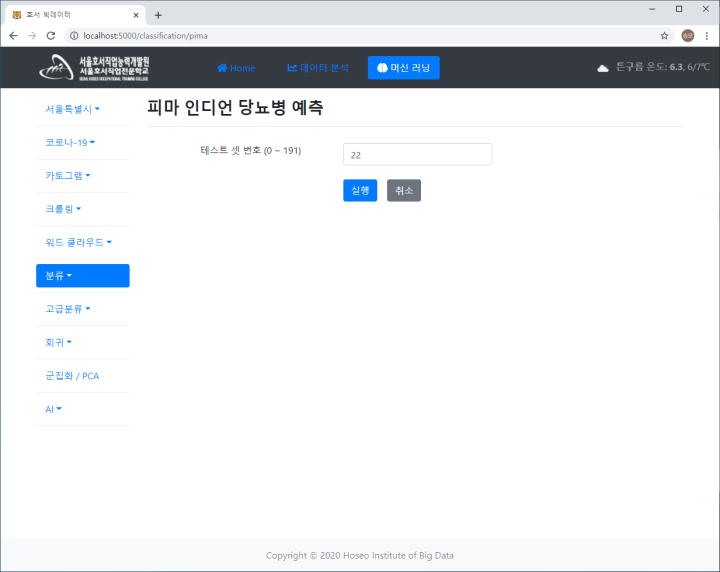 호서 빅데이터
localhost:5000/classification/pima
서울호서직업능력개발원
서울호서직업전문학교
SEOUL HOSEO OCCUPATIONAL TRAINING COLLEGE
Home
데이터 분석
머신 러닝
튼구름 온도: 6.3, 6/7℃
서울특별시
코로나-19
카토그램
크롤링
워드 클라우드
분류
고급분류
회귀
군집화 / PCA
AI
피마 인디언 당뇨병 예측
테스트 셋 번호 (0 ~ 191)
22
실행
취소
Copyright © 2020 Hoseo Institute of Big Data